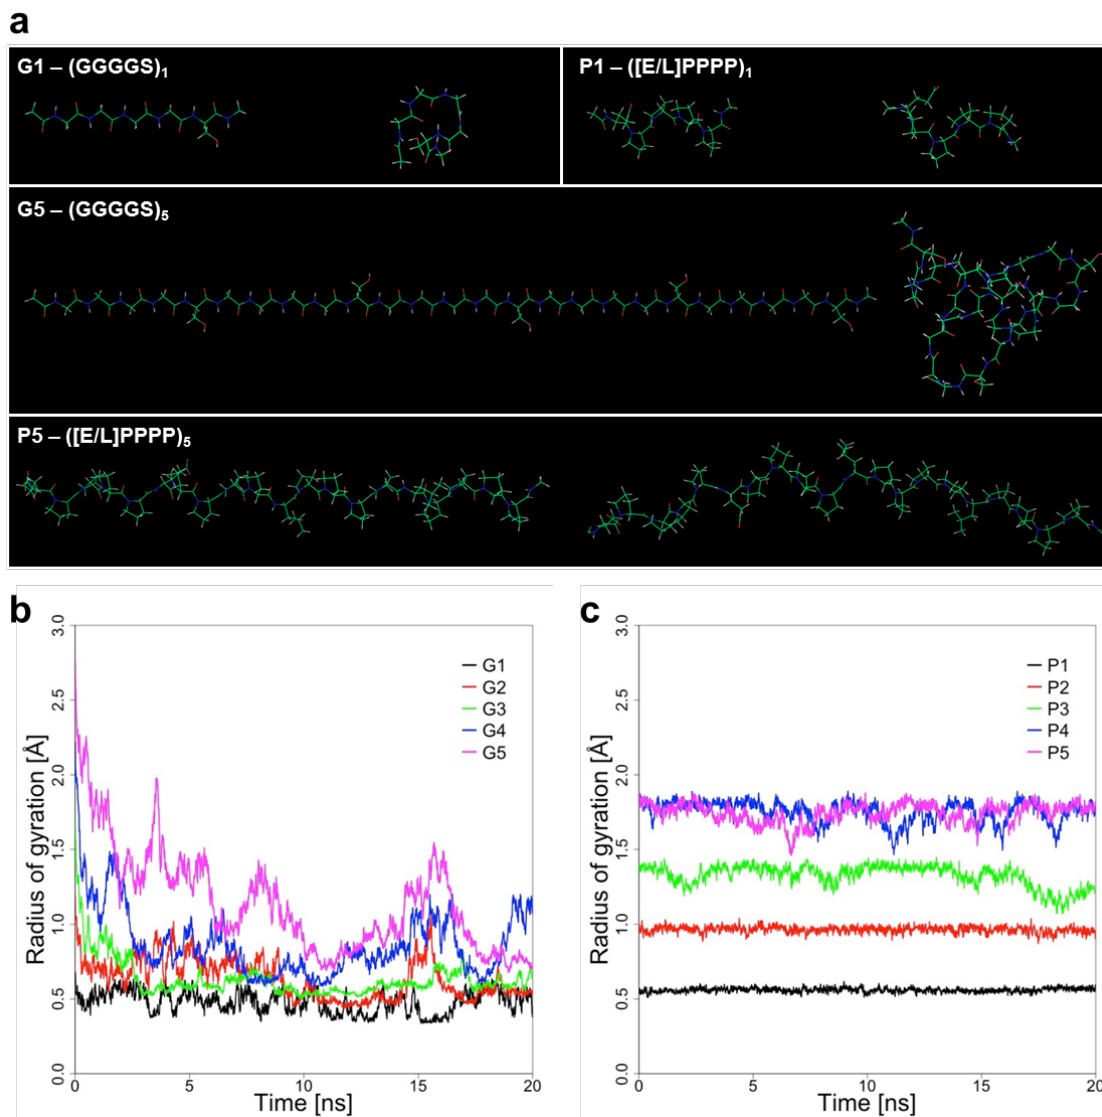 a
G1 – (GGGGS)₁
P1 – ([E/L]PPPP)₁
G5 – (GGGGS)₅
P5 – ([E/L]PPPP)₅
b
3.0
2.5
2.0
1.5
1.0
0.5
0.0
Radius of gyration [Å]
G1
G2
G3
G4
G5
0
5
10
15
20
Time [ns]
c
3.0
2.5
2.0
1.5
1.0
0.5
0.0
Radius of gyration [Å]
P1
P2
P3
P4
P5
5
10
15
20
Time [ns]